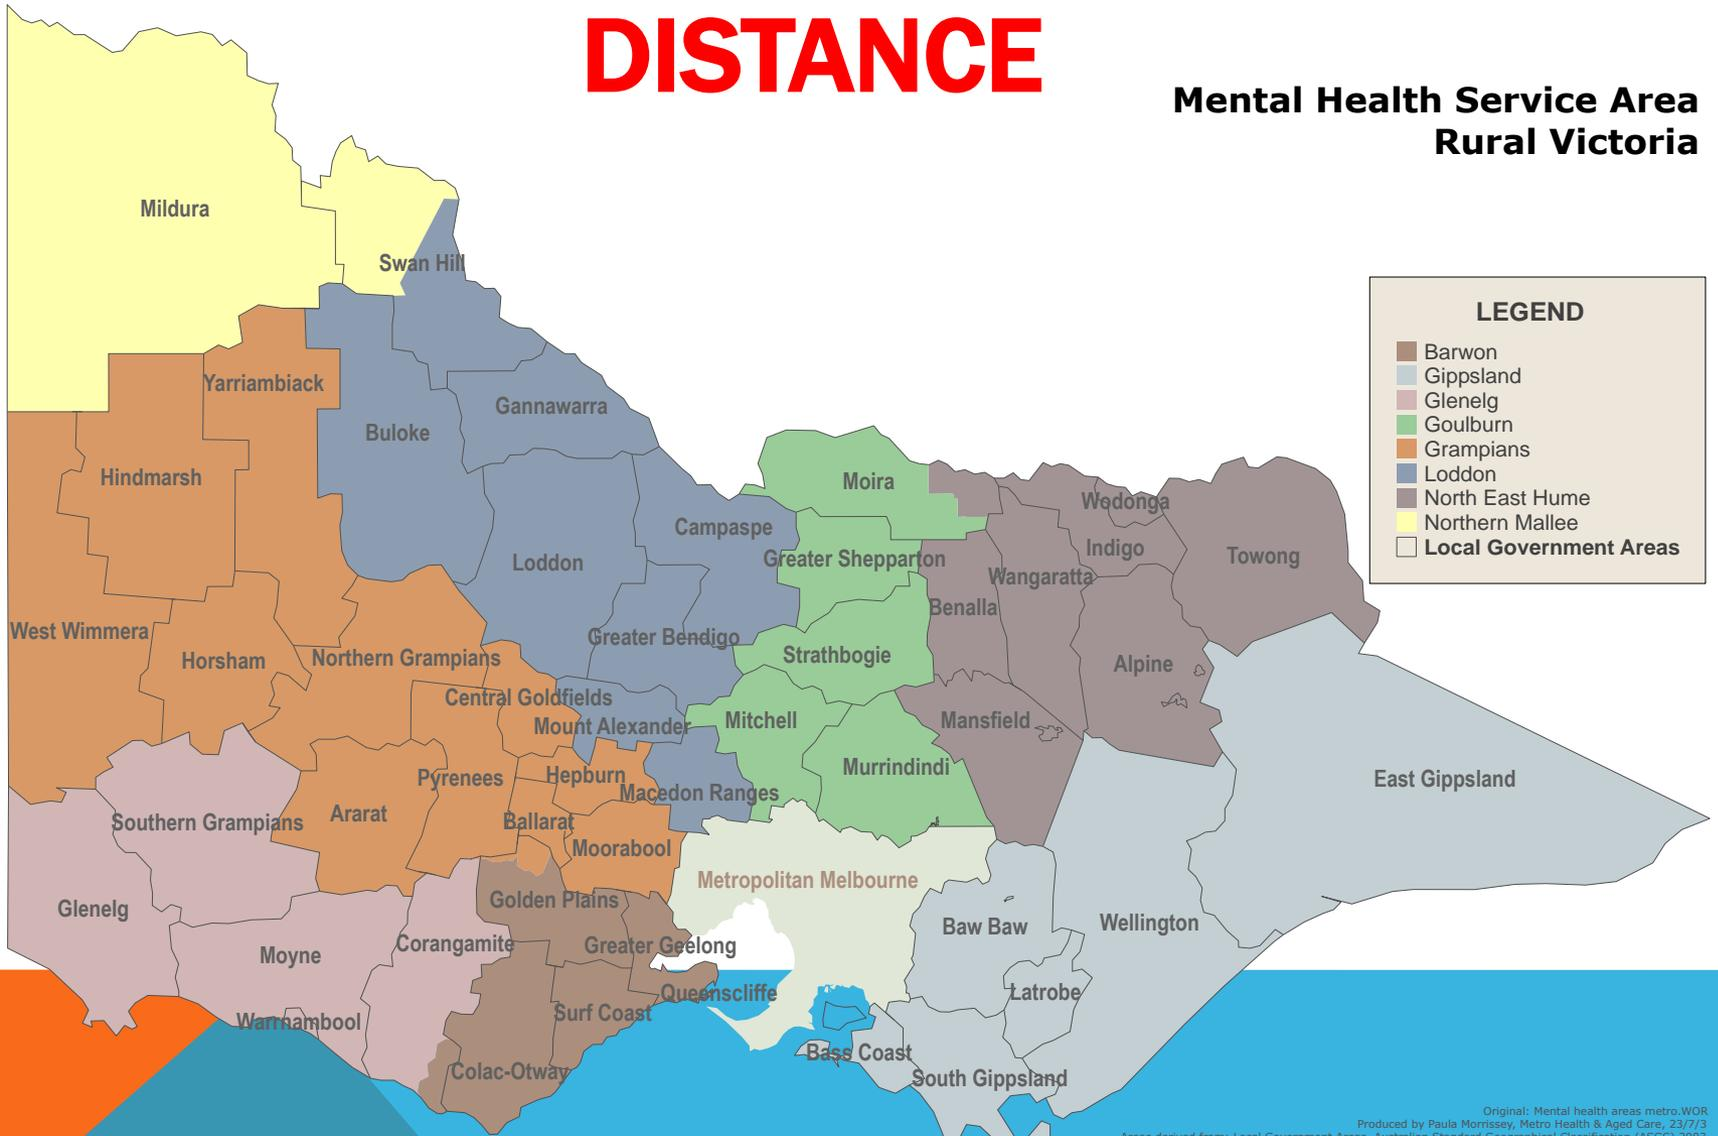 DISTANCE
Mental Health Service Area
Rural Victoria
Mildura
Swan Hill
LEGEND
Barwon
Gippsland
Glenelg
Goulburn
Grampians
Loddon
North East Hume
Northern Mallee
Local Government Areas
Yarriambiack
Gannawarra
Buloke
Hindmarsh
Moira
Wodonga
Campaspe
Indigo
Greater Shepparton
Towong
Loddon
Wangaratta
Benalla
West Wimmera
Greater Bendigo
Horsham
Northern Grampians
Strathbogie
Alpine
Central Goldfields
Mitchell
Mansfield
Mount Alexander
Murrindindi
Hepburn
Pyrenees
East Gippsland
Macedon Ranges
Ararat
Southern Grampians
Ballarat
Moorabool
Metropolitan Melbourne
Golden Plains
Glenelg
Wellington
Baw Baw
Corangamite
Greater Geelong
Moyne
Queenscliffe
Latrobe
Surf Coast
Warrnambool
Bass Coast
Colac-Otway
South Gippsland
Original: Mental health areas metro.WOR
Produced by Paula Morrissey, Metro Health & Aged Care, 23/7/3